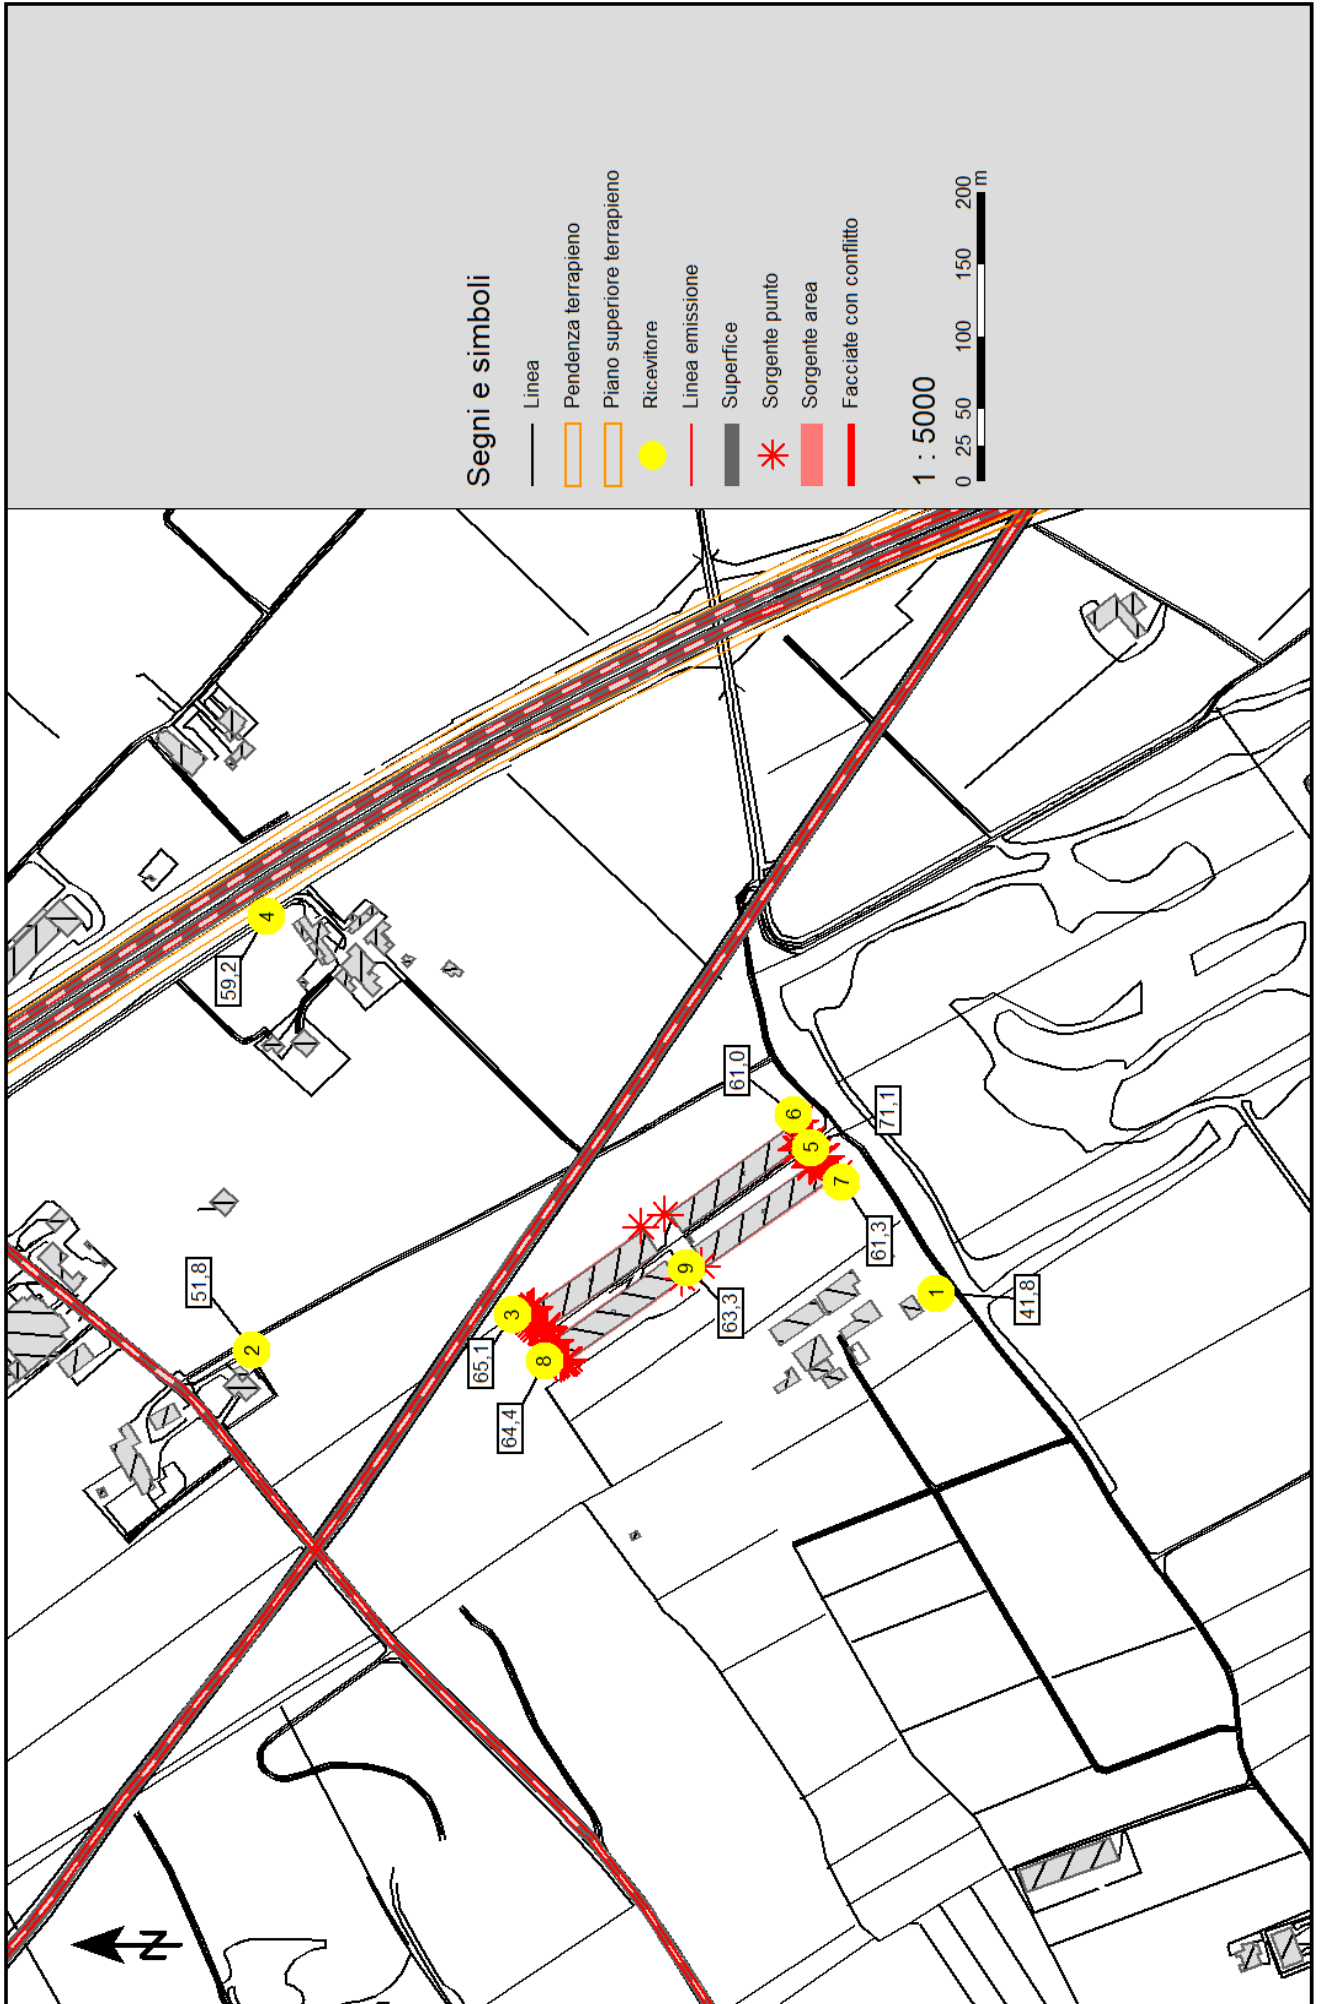 Segni e simboli
Linea
Pendenza terrapieno
Piano superiore terrapieno
Ricevitore
Linea emissione
Superfice
Sorgente punto
Sorgente area
Facciate con conflitto
1 : 5000
0 25 50 100 150 200
m
N
59,2
4
51,8
2
65,1
3
64,4
8
61,0
6
5
71,1
7
61,3
9
63,3
1
41,8